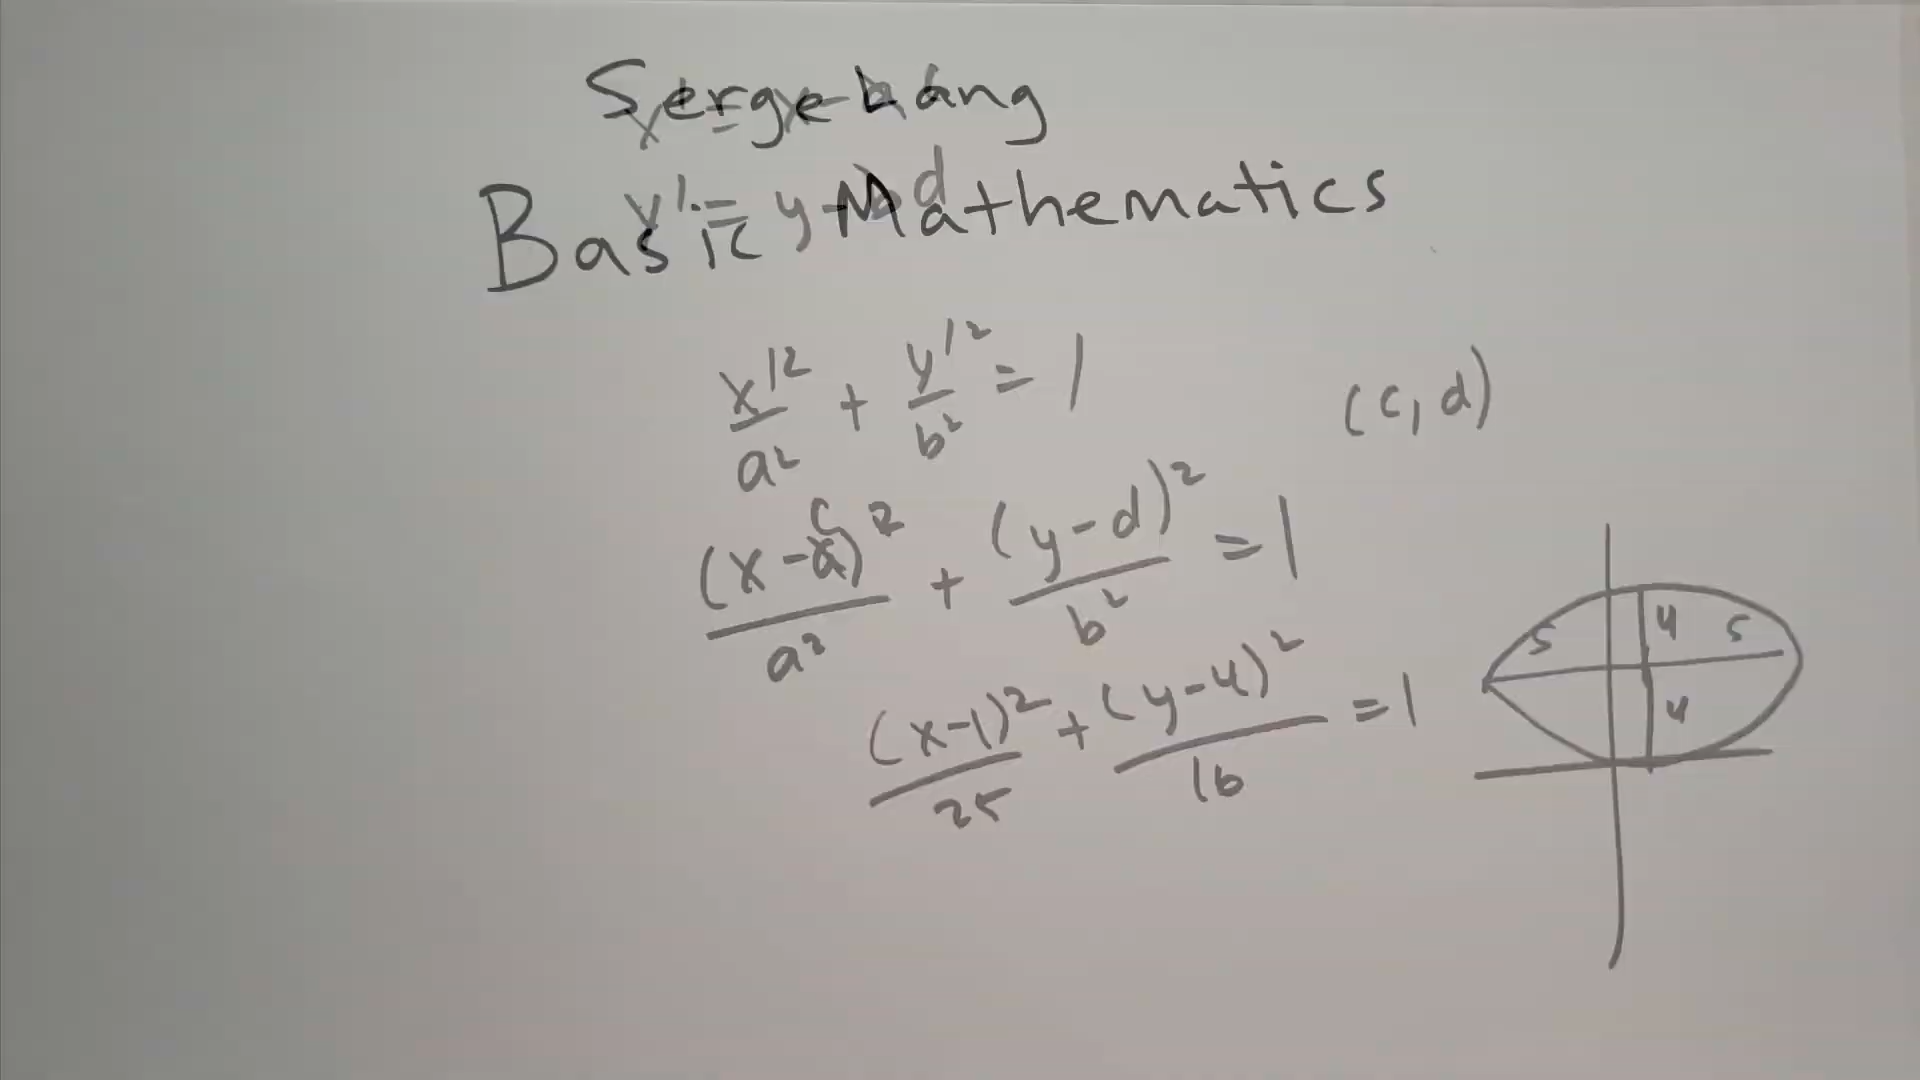 Serge Lang
Basic Mathematics
y' = y - d
x'²/a² + y'²/b² = 1
(c, d)
(x - c)²/a² + (y - d)²/b² = 1
(x - 1)²/25 + (y - 4)²/16 = 1
5 4 5
4